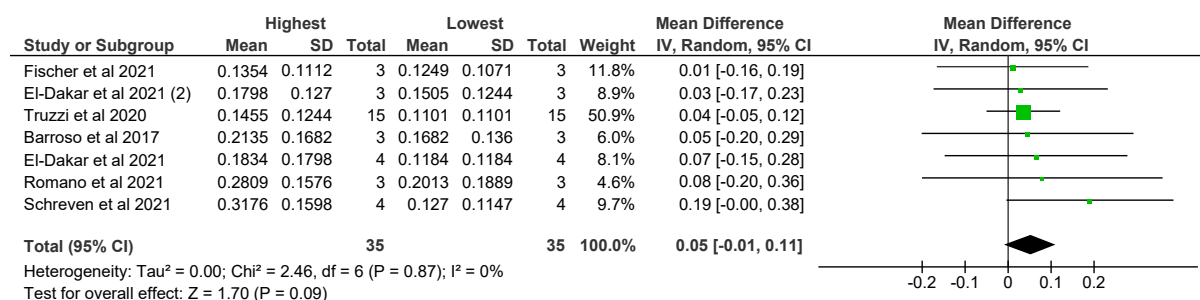 Highest Lowest Mean Difference Mean Difference
Study or Subgroup Mean SD Total Mean SD Total Weight IV, Random, 95% CI IV, Random, 95% CI
Fischer et al 2021 0.1354 0.1112 3 0.1249 0.1071 3 11.8% 0.01 [-0.16, 0.19]
El-Dakar et al 2021 (2) 0.1798 0.127 3 0.1505 0.1244 3 8.9% 0.03 [-0.17, 0.23]
Truzzi et al 2020 0.1455 0.1244 15 0.1101 0.1101 15 50.9% 0.04 [-0.05, 0.12]
Barroso et al 2017 0.2135 0.1682 3 0.1682 0.136 3 6.0% 0.05 [-0.20, 0.29]
El-Dakar et al 2021 0.1834 0.1798 4 0.1184 0.1184 4 8.1% 0.07 [-0.15, 0.28]
Romano et al 2021 0.2809 0.1576 3 0.2013 0.1889 3 4.6% 0.08 [-0.20, 0.36]
Schreven et al 2021 0.3176 0.1598 4 0.127 0.1147 4 9.7% 0.19 [-0.00, 0.38]
Total (95% CI) 35 35 100.0% 0.05 [-0.01, 0.11]
Heterogeneity: Tau² = 0.00; Chi² = 2.46, df = 6 (P = 0.87); I² = 0%
Test for overall effect: Z = 1.70 (P = 0.09)
-0.2 -0.1 0 0.1 0.2